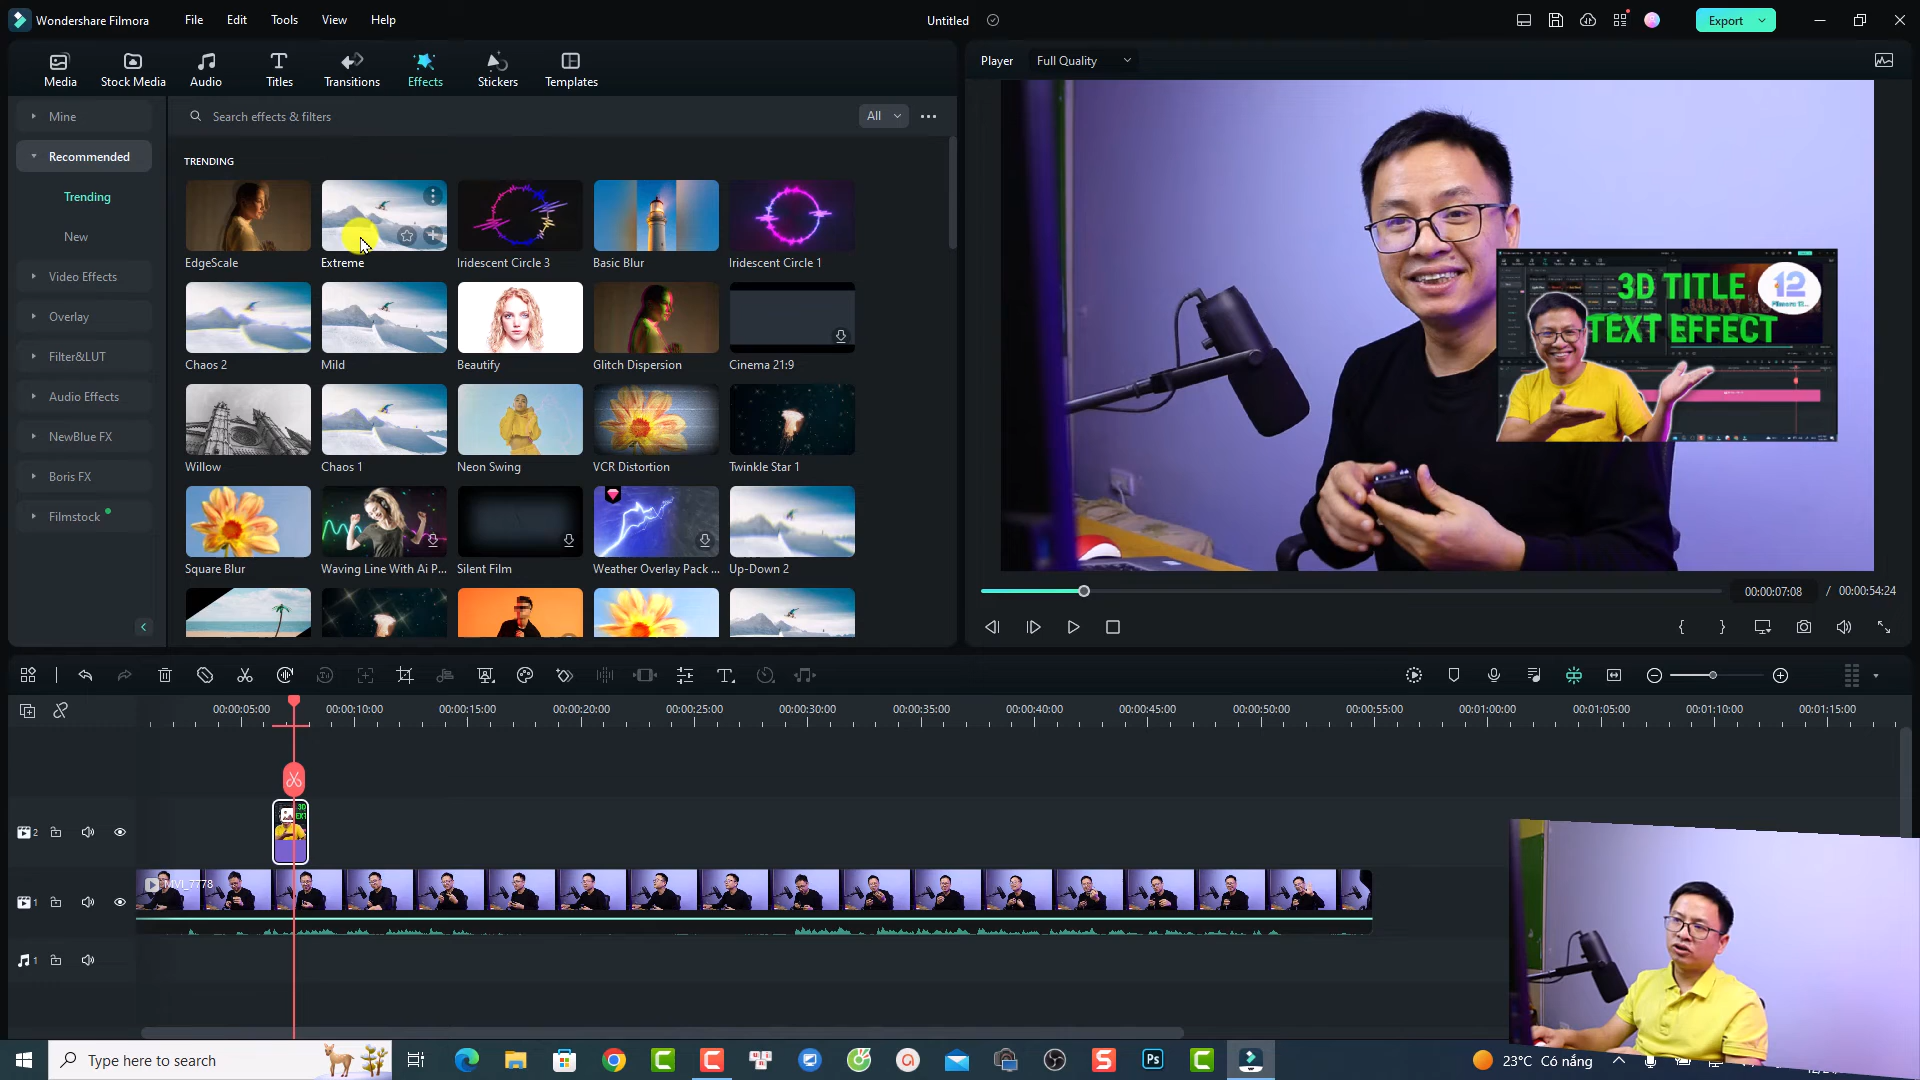 Wondershare Filmora
File Edit Tools View Help
Untitled
Export
Media Stock Media Audio Titles Transitions Effects Stickers Templates
Player Full Quality
Mine
Recommended
Trending
New
Video Effects
Overlay
Filter&LUT
Audio Effects
NewBlue FX
Boris FX
Filmstock
Search effects & filters
All
TRENDING
EdgeScale Extreme Iridescent Circle 3 Basic Blur Iridescent Circle 1
Chaos 2 Mild Beautify Glitch Dispersion Cinema 21:9
Willow Chaos 1 Neon Swing VCR Distortion Twinkle Star 1
Square Blur Waving Line With Ai P... Silent Film Weather Overlay Pack ... Up-Down 2
3D TITLE
TEXT EFFECT
12
00:00:07:08 / 00:00:54:24
00:00:05:00 00:00:10:00 00:00:15:00 00:00:20:00 00:00:25:00 00:00:30:00 00:00:35:00 00:00:40:00 00:00:45:00 00:00:50:00 00:00:55:00 00:01:00:00 00:01:05:00 00:01:10:00 00:01:15:00
2
MVI_7778
1
1
Type here to search
Ps
23°C Có nắng